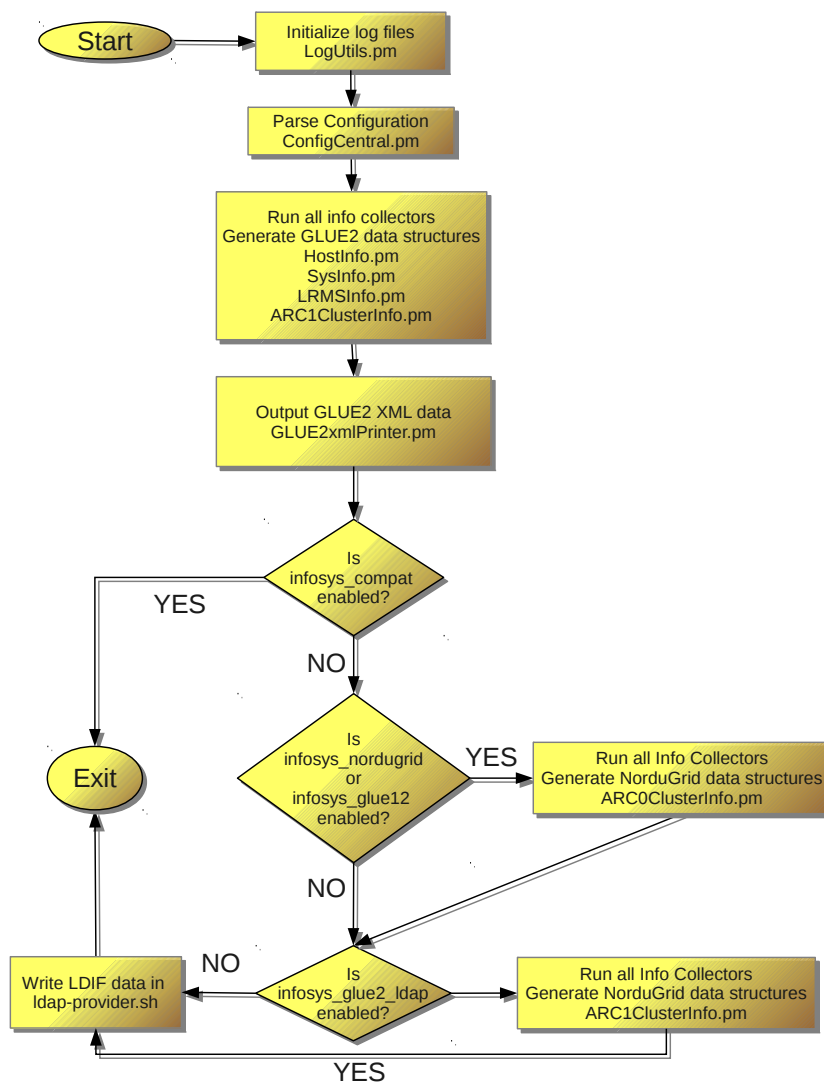 Start
Initialize log files
LogUtils.pm
Parse Configuration
ConfigCentral.pm
Run all info collectors
Generate GLUE2 data structures
HostInfo.pm
SysInfo.pm
LRMSInfo.pm
ARC1ClusterInfo.pm
Output GLUE2 XML data
GLUE2xmlPrinter.pm
Is
infosys_compat
enabled?
YES
NO
Exit
Is
infosys_nordugrid
or
infosys_glue12
enabled?
YES
Run all Info Collectors
Generate NorduGrid data structures
ARC0ClusterInfo.pm
NO
Write LDIF data in
ldap-provider.sh
NO
Is
infosys_glue2_ldap
enabled?
Run all Info Collectors
Generate NorduGrid data structures
ARC1ClusterInfo.pm
YES